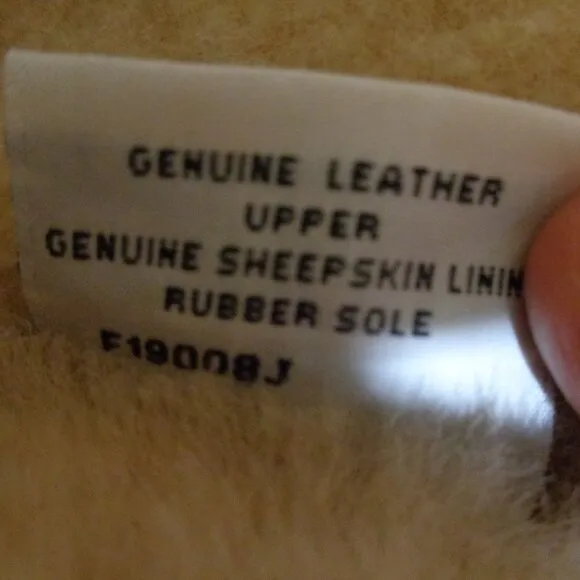 GENUINE LEATHER
UPPER
GENUINE SHEEPSKIN LININ
RUBBER SOLE
F19008J